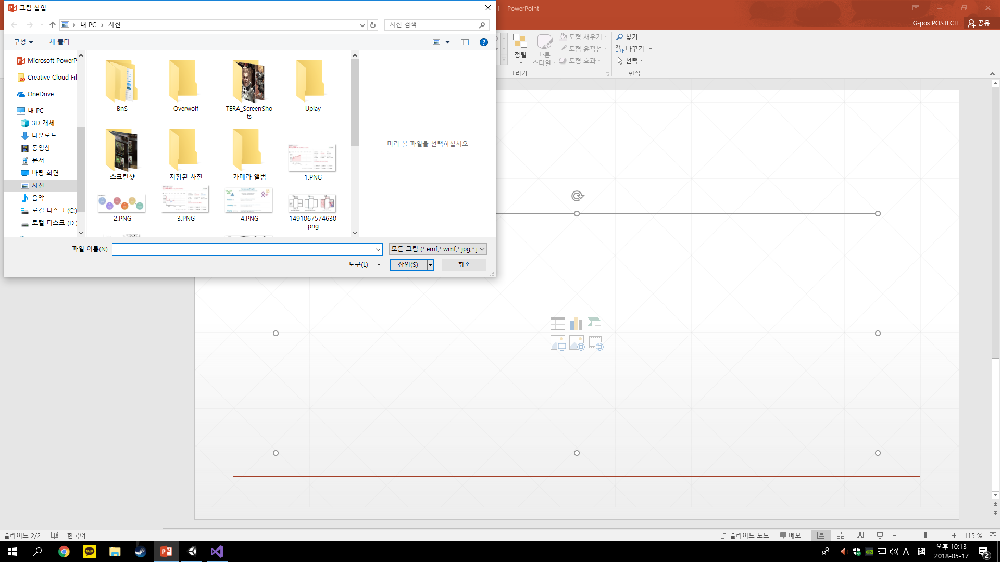 그림 삽입
1 - PowerPoint
G-pos POSTECH
공유
내 PC
사진
사진 검색
구성
새 폴더
도형 채우기
도형 윤곽선
도형 효과
정렬
빠른
스타일
그리기
찾기
바꾸기
선택
편집
Microsoft PowerP
Creative Cloud Fil
OneDrive
내 PC
3D 개체
다운로드
동영상
문서
바탕 화면
사진
음악
로컬 디스크 (C:)
로컬 디스크 (D:)
BnS
Overwolf
TERA_ScreenSho
ts
Uplay
스크린샷
저장된 사진
카메라 앨범
1.PNG
2.PNG
3.PNG
4.PNG
1491067574630
.png
미리 볼 파일을 선택하십시오.
파일 이름(N):
모든 그림 (*.emf;*.wmf;*.jpg;*.
도구(L)
삽입(S)
취소
슬라이드 2/2
한국어
슬라이드 노트
메모
115 %
TALK
A
한
오후 10:13
2018-05-17
2